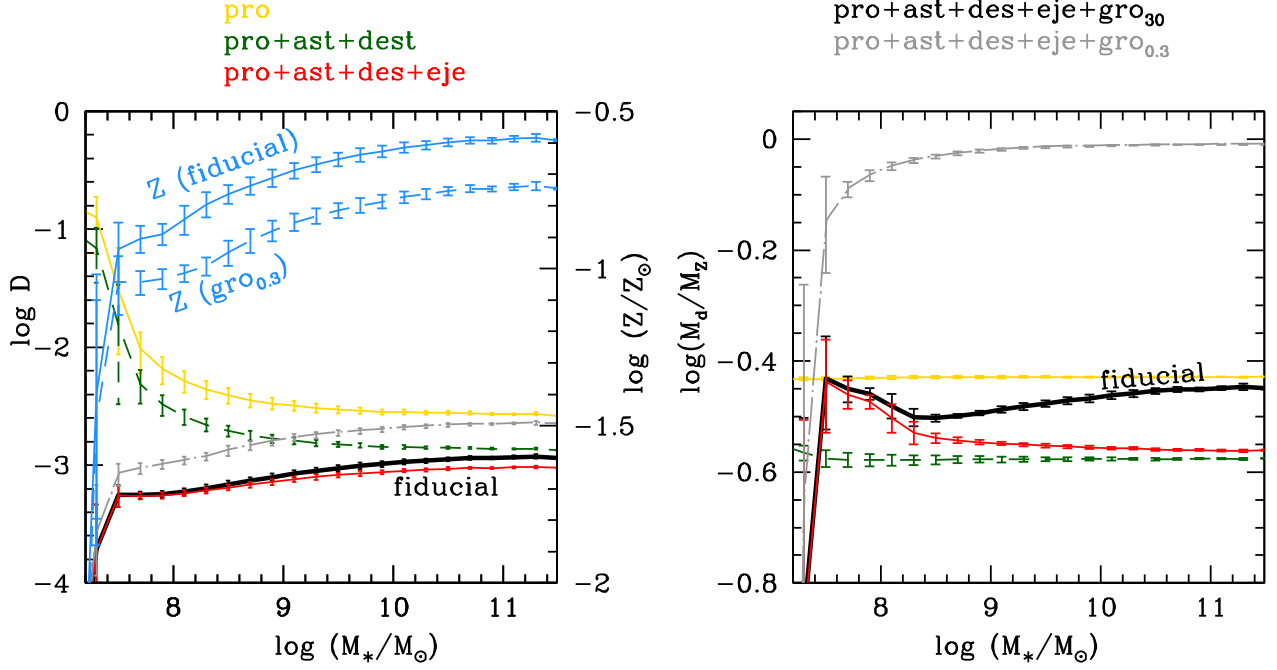 pro
pro+ast+dest
pro+ast+des+eje
pro+ast+des+eje+gro₃₀
pro+ast+des+eje+gro₀.₃
0
−1
−2
−3
−4
log D
Z (fiducial)
Z (gro₀.₃)
fiducial
−0.5
−1
−1.5
−2
log (Z/Z⊙)
8 9 10 11
log (M*/M⊙)
0
−0.2
−0.4
−0.6
−0.8
log(M_d/M_Z)
fiducial
8 9 10 11
log (M*/M⊙)